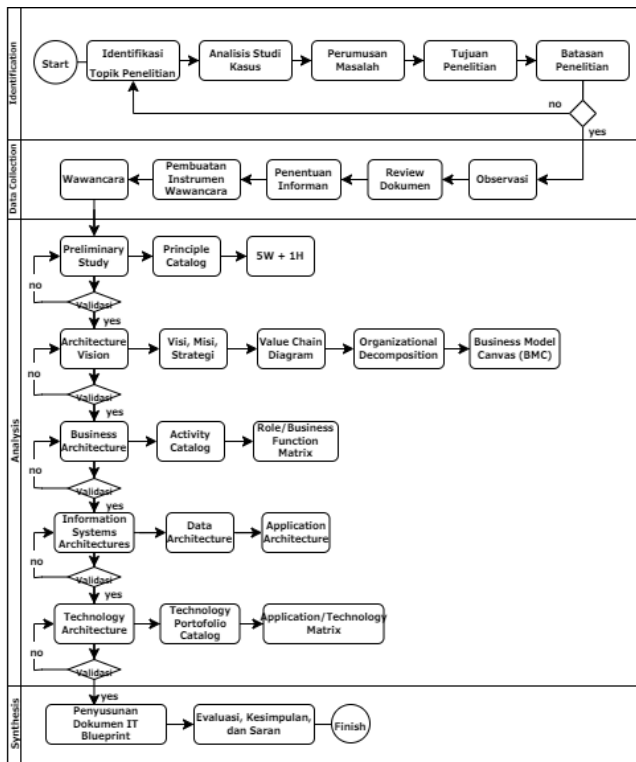 Identification
Start
Identifikasi
Topik Penelitian
Analisis Studi
Kasus
Perumusan
Masalah
Tujuan
Penelitian
Batasan
Penelitian
no
yes
Data Collection
Wawancara
Pembuatan
Instrumen
Wawancara
Penentuan
Informan
Review
Dokumen
Observasi
Analysis
Preliminary
Study
Principle
Catalog
5W + 1H
no
Validasi
yes
Architecture
Vision
Visi, Misi,
Strategi
Value Chain
Diagram
Organizational
Decomposition
Business Model
Canvas (BMC)
no
Validasi
yes
Business
Architecture
Activity
Catalog
Role/Business
Function
Matrix
no
Validasi
yes
Information
Systems
Architectures
Data
Architecture
Application
Architecture
no
Validasi
yes
Technology
Architecture
Technology
Portofolio
Catalog
Application/Technology
Matrix
no
Validasi
yes
Synthesis
Penyusunan
Dokumen IT
Blueprint
Evaluasi, Kesimpulan,
dan Saran
Finish